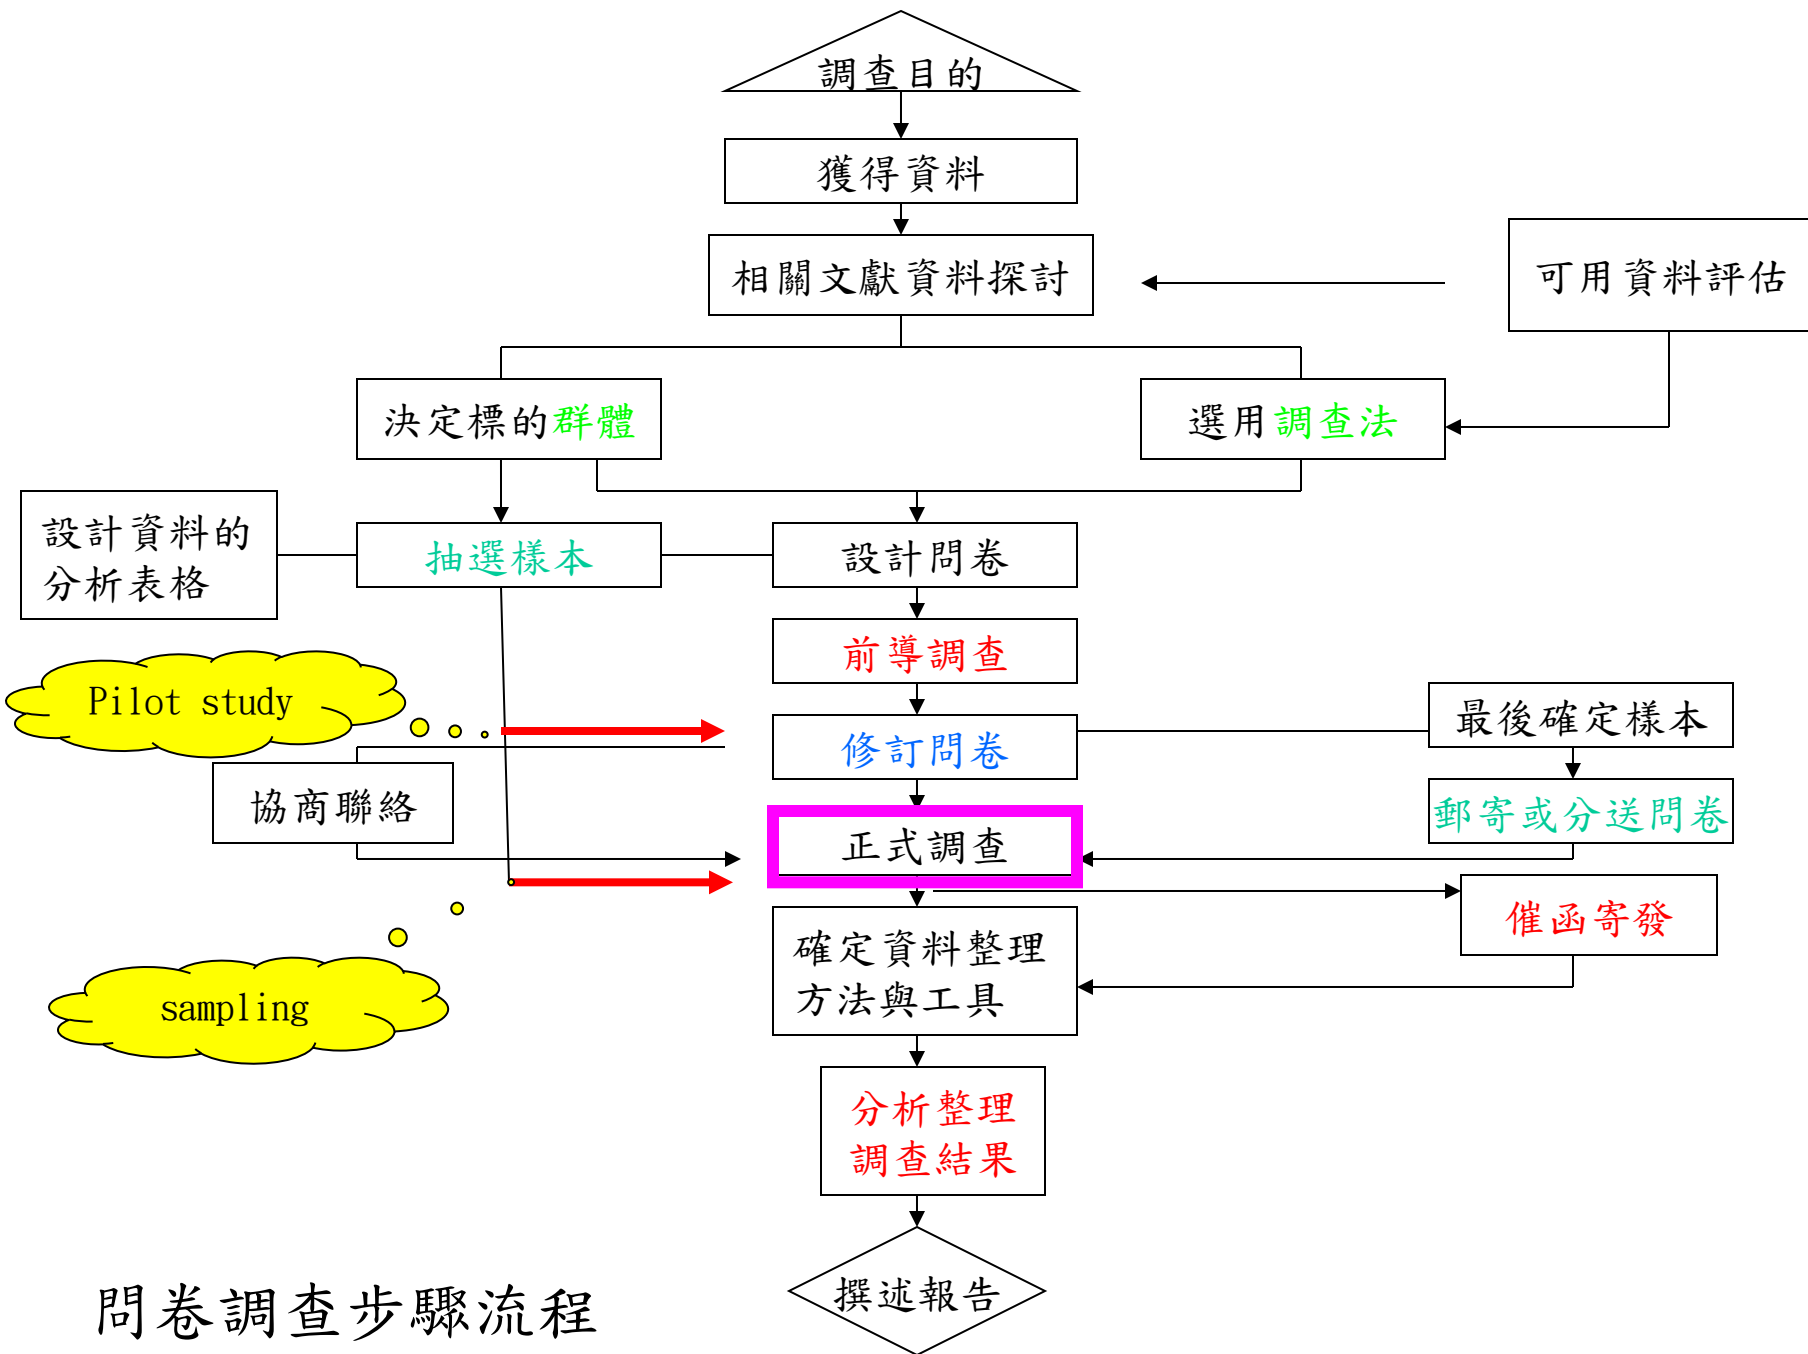 調查目的
獲得資料
相關文獻資料探討
可用資料評估
決定標的群體
選用調查法
設計資料的
分析表格
抽選樣本
設計問卷
前導調查
Pilot study
修訂問卷
最後確定樣本
協商聯絡
郵寄或分送問卷
正式調查
催函寄發
確定資料整理
方法與工具
sampling
分析整理
調查結果
撰述報告
問卷調查步驟流程